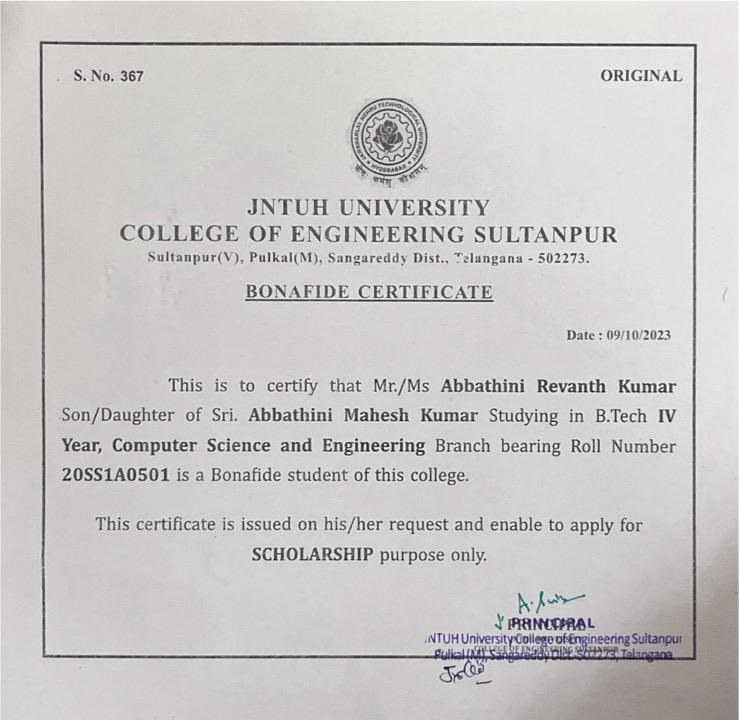 S. No. 367
ORIGINAL
JAWAHARLAL NEHRU TECHNOLOGICAL UNIVERSITY
HYDERABAD
योगः कर्मसु कौशलम्
JNTUH UNIVERSITY
COLLEGE OF ENGINEERING SULTANPUR
Sultanpur(V), Pulkal(M), Sangareddy Dist., Telangana - 502273.
BONAFIDE CERTIFICATE
Date : 09/10/2023
This is to certify that Mr./Ms Abbathini Revanth Kumar
Son/Daughter of Sri. Abbathini Mahesh Kumar Studying in B.Tech IV
Year, Computer Science and Engineering Branch bearing Roll Number
20SS1A0501 is a Bonafide student of this college.
This certificate is issued on his/her request and enable to apply for
SCHOLARSHIP purpose only.
PRINCIPAL
JNTUH University College of Engineering Sultanpur
Pulkal (M), Sangareddy Dist. 502273, Telangana